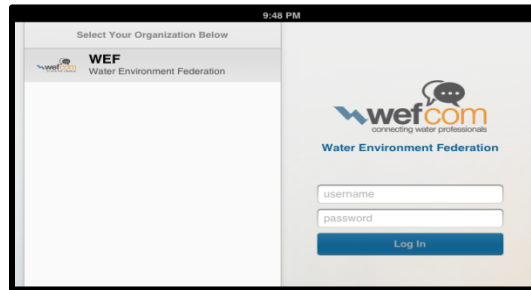 9:48 PM
Select Your Organization Below
wefcom
WEF
Water Environment Federation
wefcom
connecting water professionals
Water Environment Federation
username
password
Log In